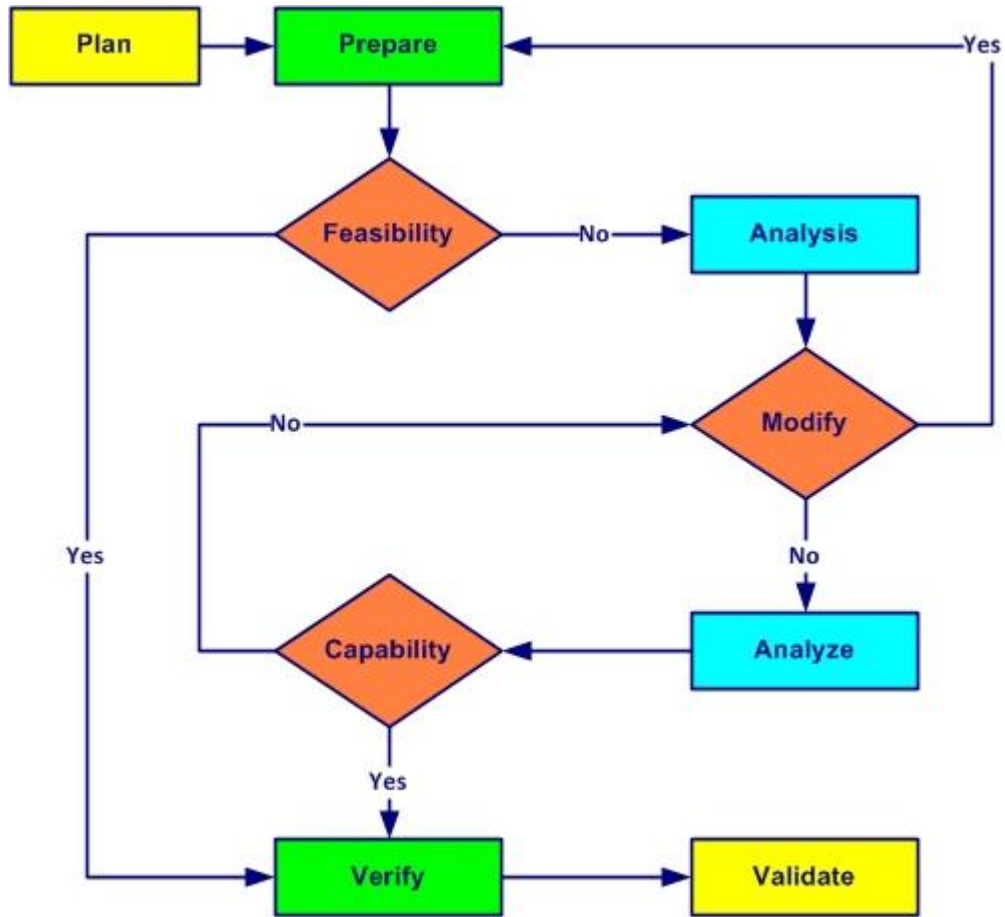 Plan
Prepare
Yes
Feasibility
No
Analysis
No
Modify
Yes
No
Capability
Analyze
Yes
Verify
Validate